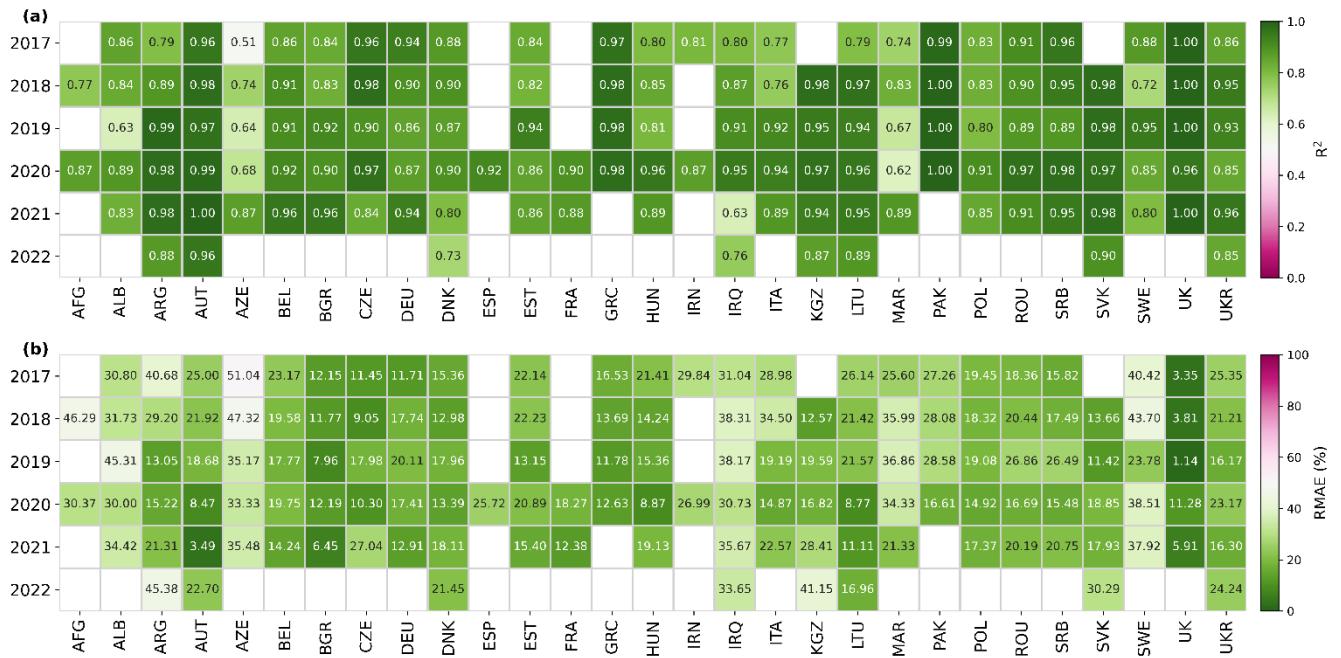 (a)
2017 0.86 0.79 0.96 0.51 0.86 0.84 0.96 0.94 0.88 0.84 0.97 0.80 0.81 0.80 0.77 0.79 0.74 0.99 0.83 0.91 0.96 0.88 1.00 0.86
2018 0.77 0.84 0.89 0.98 0.74 0.91 0.83 0.98 0.90 0.90 0.82 0.98 0.85 0.87 0.76 0.98 0.97 0.83 1.00 0.83 0.90 0.95 0.98 0.72 1.00 0.95
2019 0.63 0.99 0.97 0.64 0.91 0.92 0.90 0.86 0.87 0.94 0.98 0.81 0.91 0.92 0.95 0.94 0.67 1.00 0.80 0.89 0.89 0.98 0.95 1.00 0.93
2020 0.87 0.89 0.98 0.99 0.68 0.92 0.90 0.97 0.87 0.90 0.92 0.86 0.90 0.98 0.96 0.87 0.95 0.94 0.97 0.96 0.62 1.00 0.91 0.97 0.98 0.97 0.85 0.96 0.85
2021 0.83 0.98 1.00 0.87 0.96 0.96 0.84 0.94 0.80 0.86 0.88 0.89 0.63 0.89 0.94 0.95 0.89 0.85 0.91 0.95 0.98 0.80 1.00 0.96
2022 0.88 0.96 0.73 0.76 0.87 0.89 0.90 0.85
AFG ALB ARG AUT AZE BEL BGR CZE DEU DNK ESP EST FRA GRC HUN IRN IRQ ITA KGZ LTU MAR PAK POL ROU SRB SVK SWE UK UKR
1.0
0.8
0.6
0.4
0.2
0.0
R²
(b)
2017 30.80 40.68 25.00 51.04 23.17 12.15 11.45 11.71 15.36 22.14 16.53 21.41 29.84 31.04 28.98 26.14 25.60 27.26 19.45 18.36 15.82 40.42 3.35 25.35
2018 46.29 31.73 29.20 21.92 47.32 19.58 11.77 9.05 17.74 12.98 22.23 13.69 14.24 38.31 34.50 12.57 21.42 35.99 28.08 18.32 20.44 17.49 13.66 43.70 3.81 21.21
2019 45.31 13.05 18.68 35.17 17.77 7.96 17.98 20.11 17.96 13.15 11.78 15.36 38.17 19.19 19.59 21.57 36.86 28.58 19.08 26.86 26.49 11.42 23.78 1.14 16.17
2020 30.37 30.00 15.22 8.47 33.33 19.75 12.19 10.30 17.41 13.39 25.72 20.89 18.27 12.63 8.87 26.99 30.73 14.87 16.82 8.77 34.33 16.61 14.92 16.69 15.48 18.85 38.51 11.28 23.17
2021 34.42 21.31 3.49 35.48 14.24 6.45 27.04 12.91 18.11 15.40 12.38 19.13 35.67 22.57 28.41 11.11 21.33 17.37 20.19 20.75 17.93 37.92 5.91 16.30
2022 45.38 22.70 21.45 33.65 41.15 16.96 30.29 24.24
AFG ALB ARG AUT AZE BEL BGR CZE DEU DNK ESP EST FRA GRC HUN IRN IRQ ITA KGZ LTU MAR PAK POL ROU SRB SVK SWE UK UKR
100
80
60
40
20
0
RMAE (%)